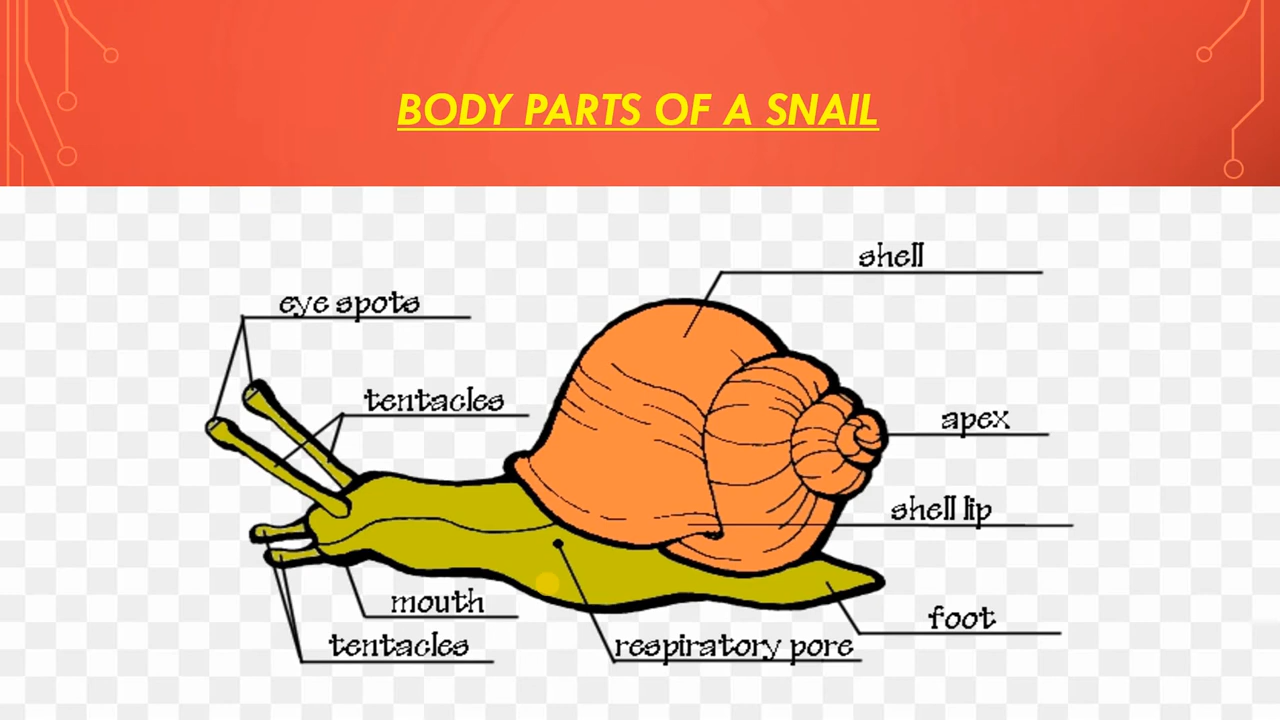 BODY PARTS OF A SNAIL
shell
eye spots
tentacles
apex
shell lip
mouth
foot
tentacles
respiratory pore